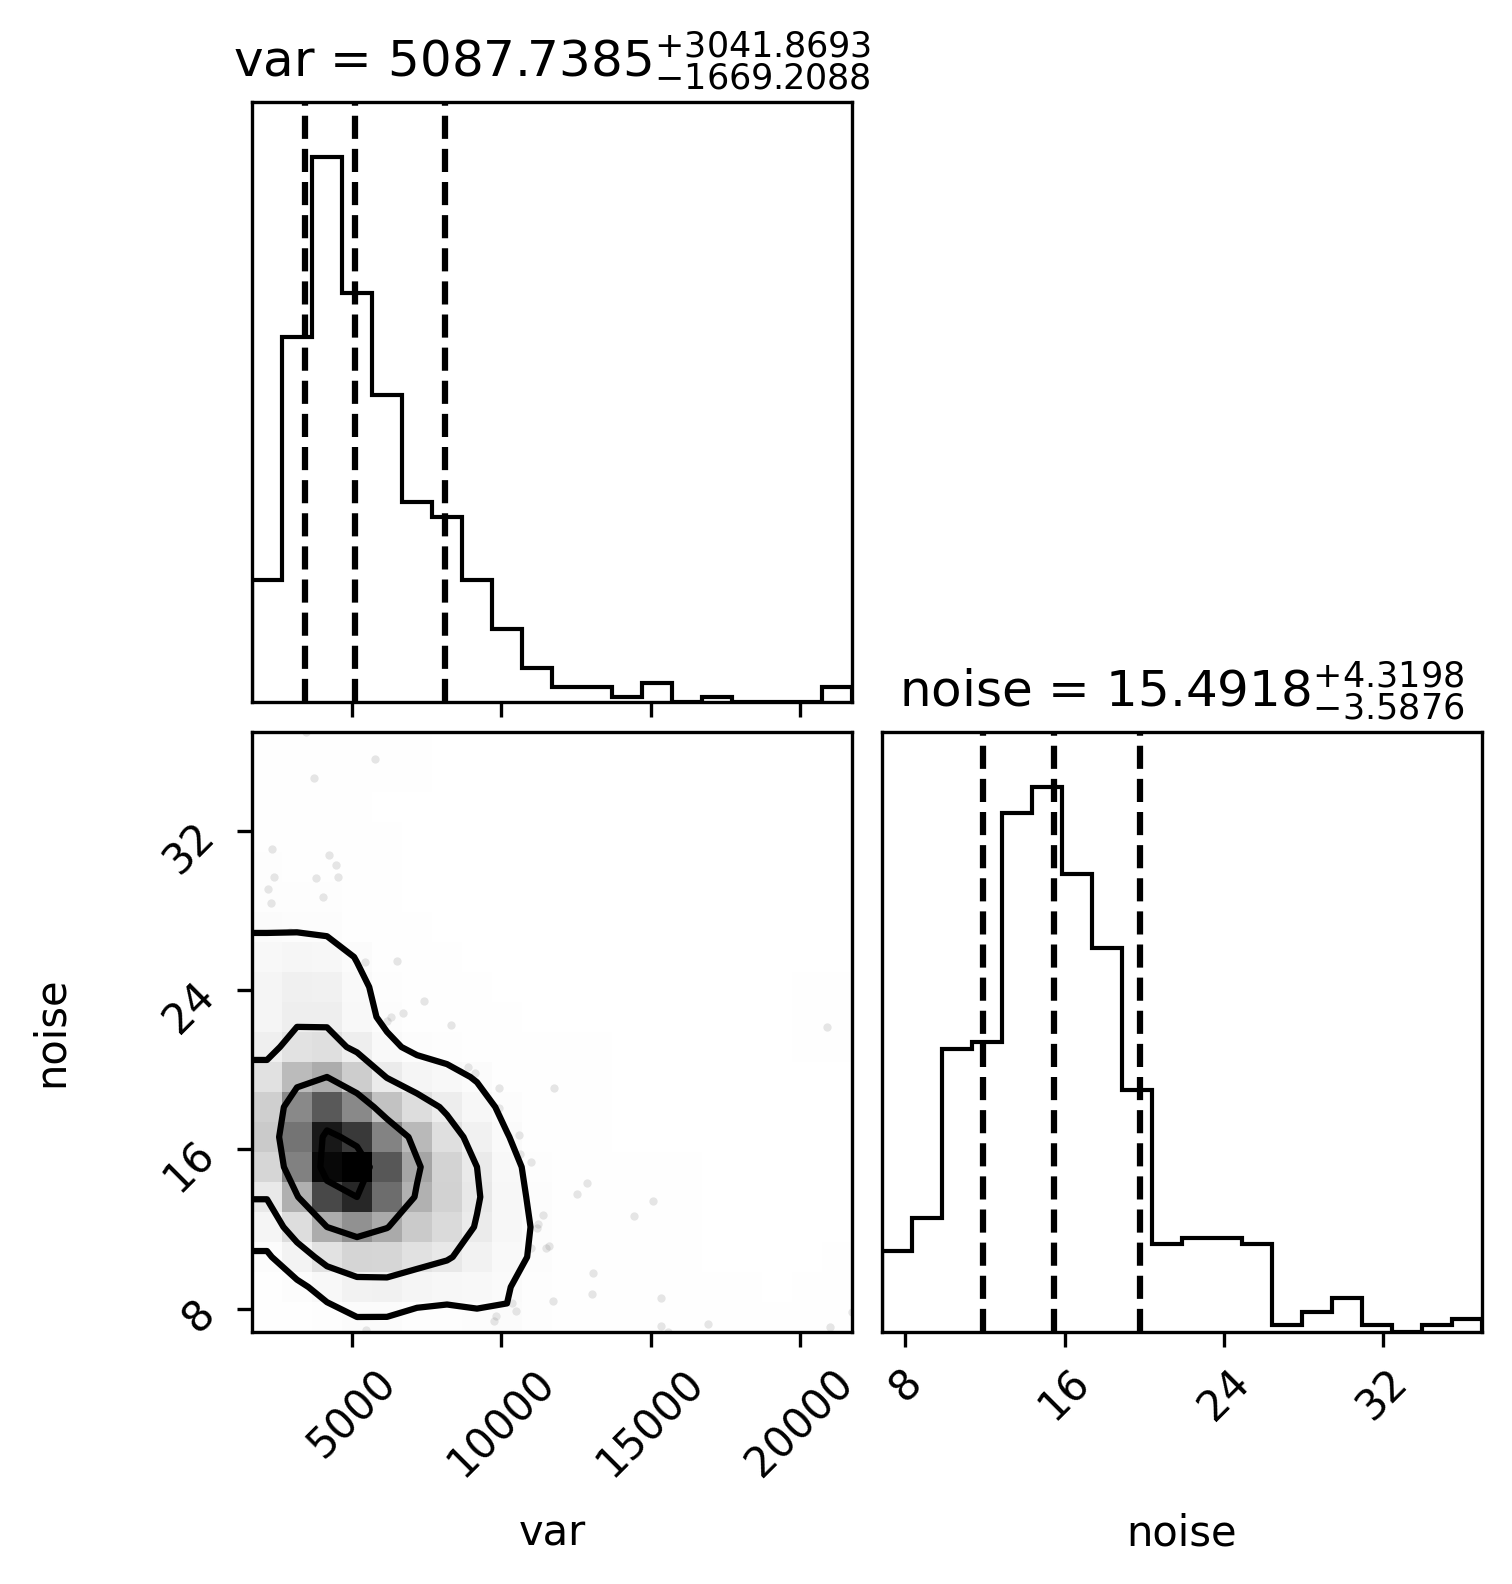 var = 5087.7385 +3041.8693 −1669.2088
noise = 15.4918 +4.3198 −3.5876
32
24
16
8
noise
5000 10000 15000 20000
8 16 24 32
var
noise